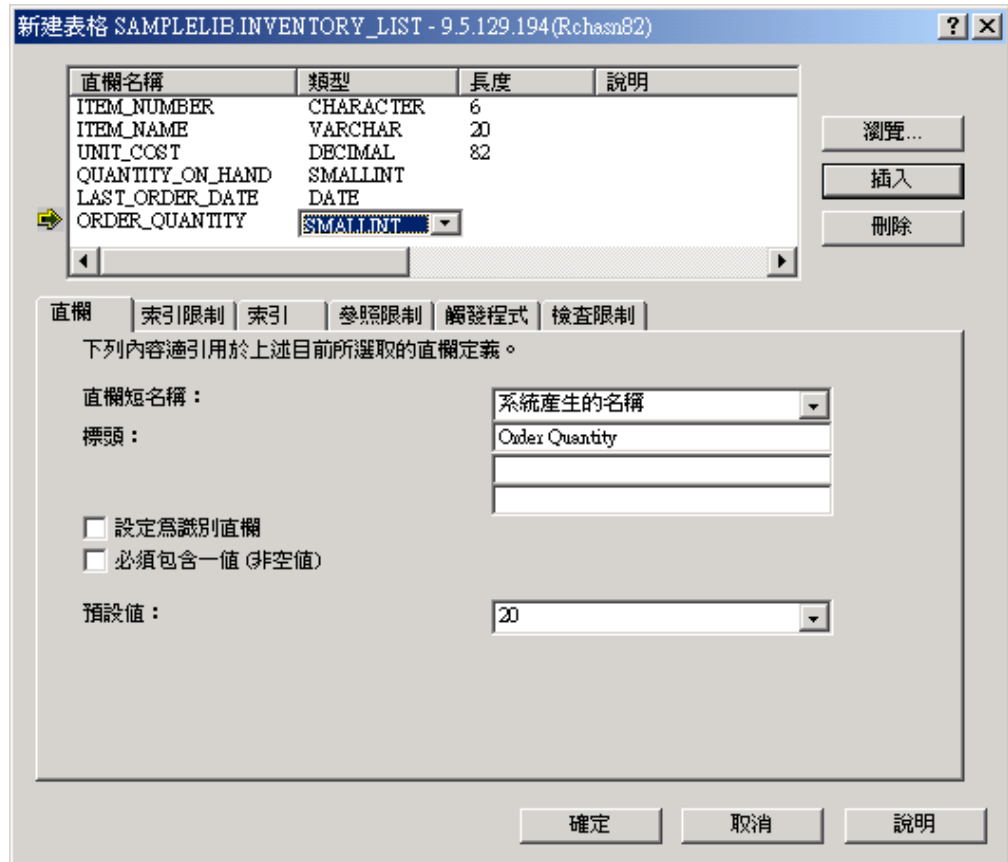 新建表格 SAMPLELIB.INVENTORY_LIST - 9.5.129.194(Rchasn82)
直欄名稱 類型 長度 說明
ITEM_NUMBER CHARACTER 6
ITEM_NAME VARCHAR 20
UNIT_COST DECIMAL 82
QUANTITY_ON_HAND SMALLINT
LAST_ORDER_DATE DATE
ORDER_QUANTITY SMALLINT
瀏覽...
插入
刪除
直欄 索引限制 索引 參照限制 觸發程式 檢查限制
下列內容適引用於上述目前所選取的直欄定義。
直欄短名稱： 系統產生的名稱
標頭： Order Quantity
設定為識別直欄
必須包含一值 (非空值)
預設值： 20
確定 取消 說明